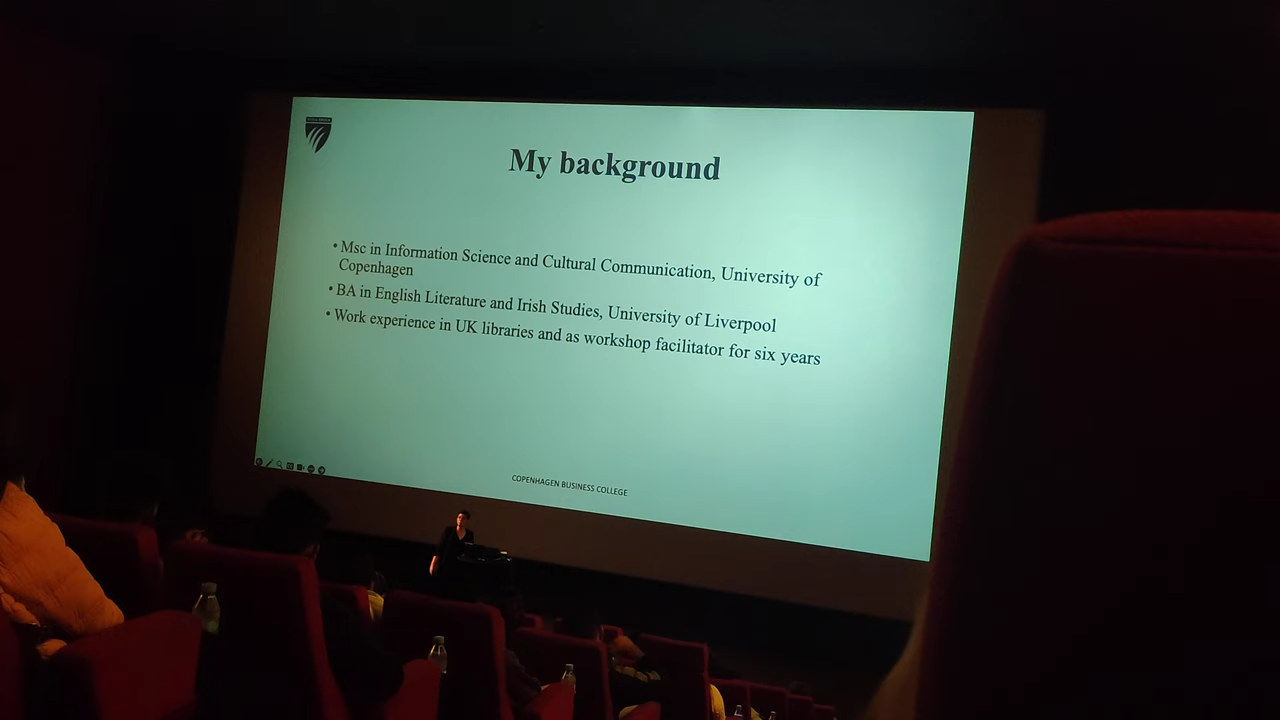 My background
• Msc in Information Science and Cultural Communication, University of
Copenhagen
• BA in English Literature and Irish Studies, University of Liverpool
• Work experience in UK libraries and as workshop facilitator for six years
COPENHAGEN BUSINESS COLLEGE